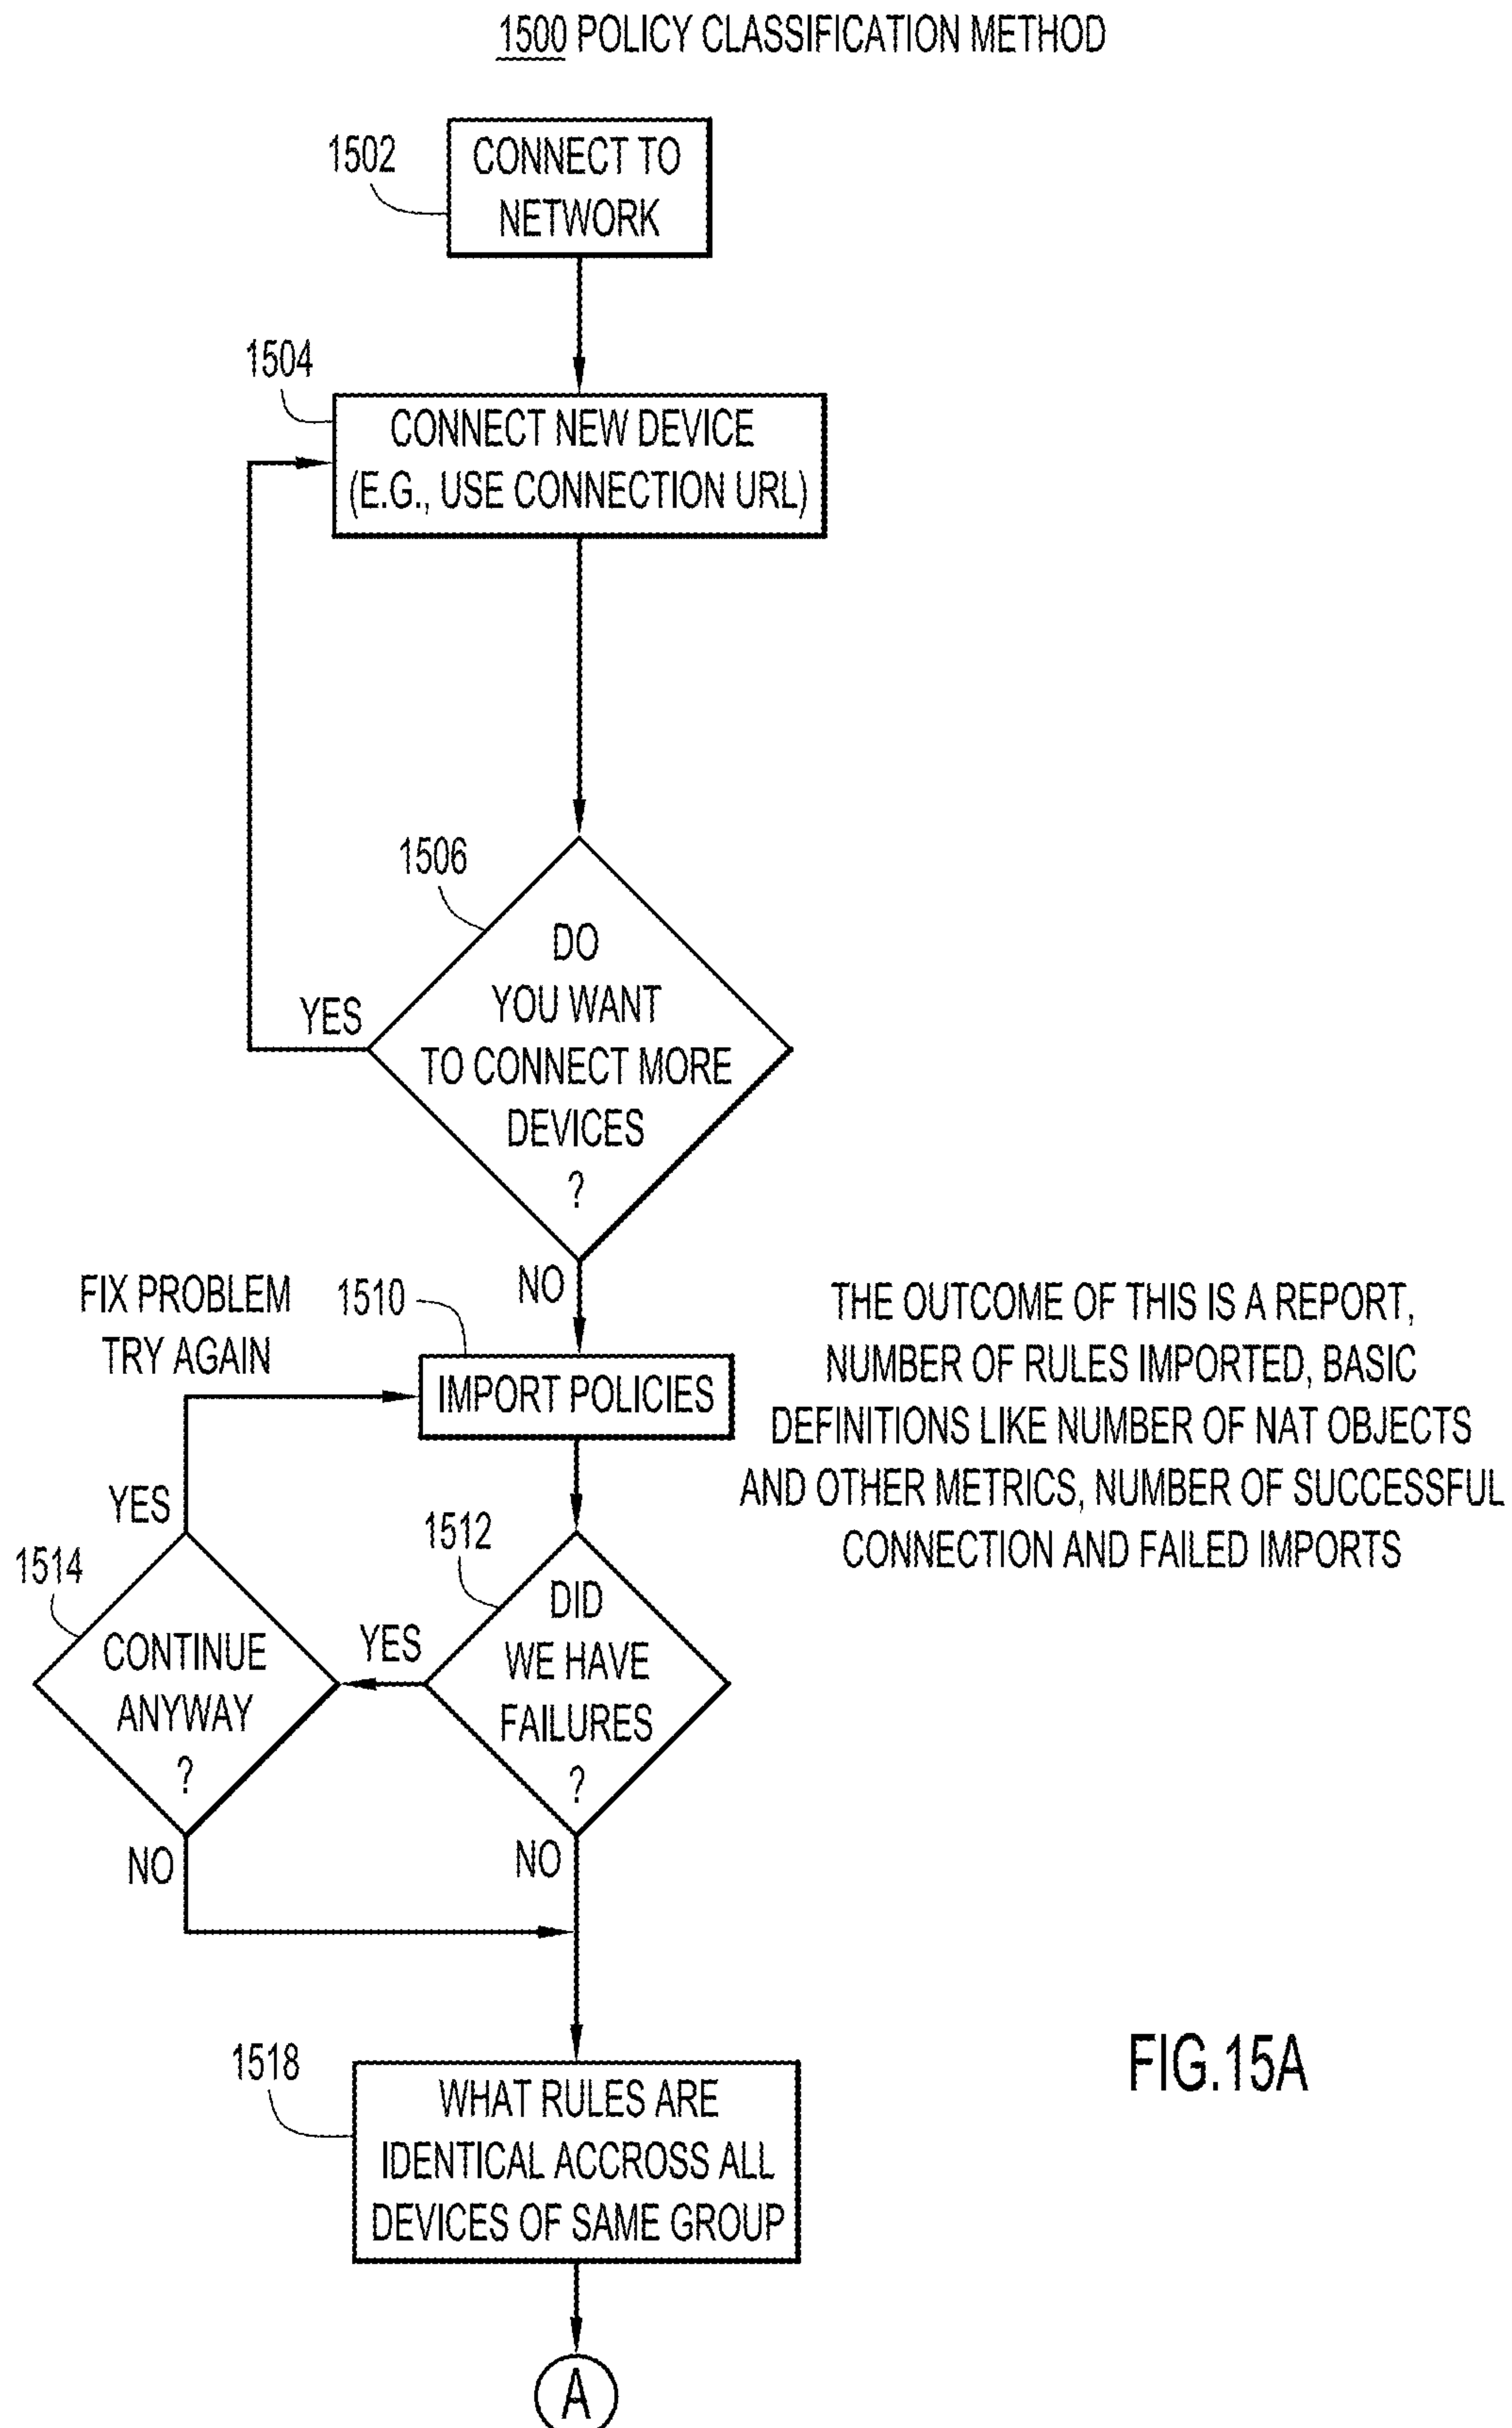 1500 POLICY CLASSIFICATION METHOD
1502
CONNECT TO
NETWORK
1504
CONNECT NEW DEVICE
(E.G., USE CONNECTION URL)
1506
DO
YOU WANT
TO CONNECT MORE
DEVICES
?
YES
NO
FIX PROBLEM
TRY AGAIN
1510
IMPORT POLICIES
THE OUTCOME OF THIS IS A REPORT,
NUMBER OF RULES IMPORTED, BASIC
DEFINITIONS LIKE NUMBER OF NAT OBJECTS
AND OTHER METRICS, NUMBER OF SUCCESSFUL
CONNECTION AND FAILED IMPORTS
YES
1514
CONTINUE
ANYWAY
?
NO
YES
1512
DID
WE HAVE
FAILURES
?
NO
1518
WHAT RULES ARE
IDENTICAL ACCROSS ALL
DEVICES OF SAME GROUP
A
FIG.15A